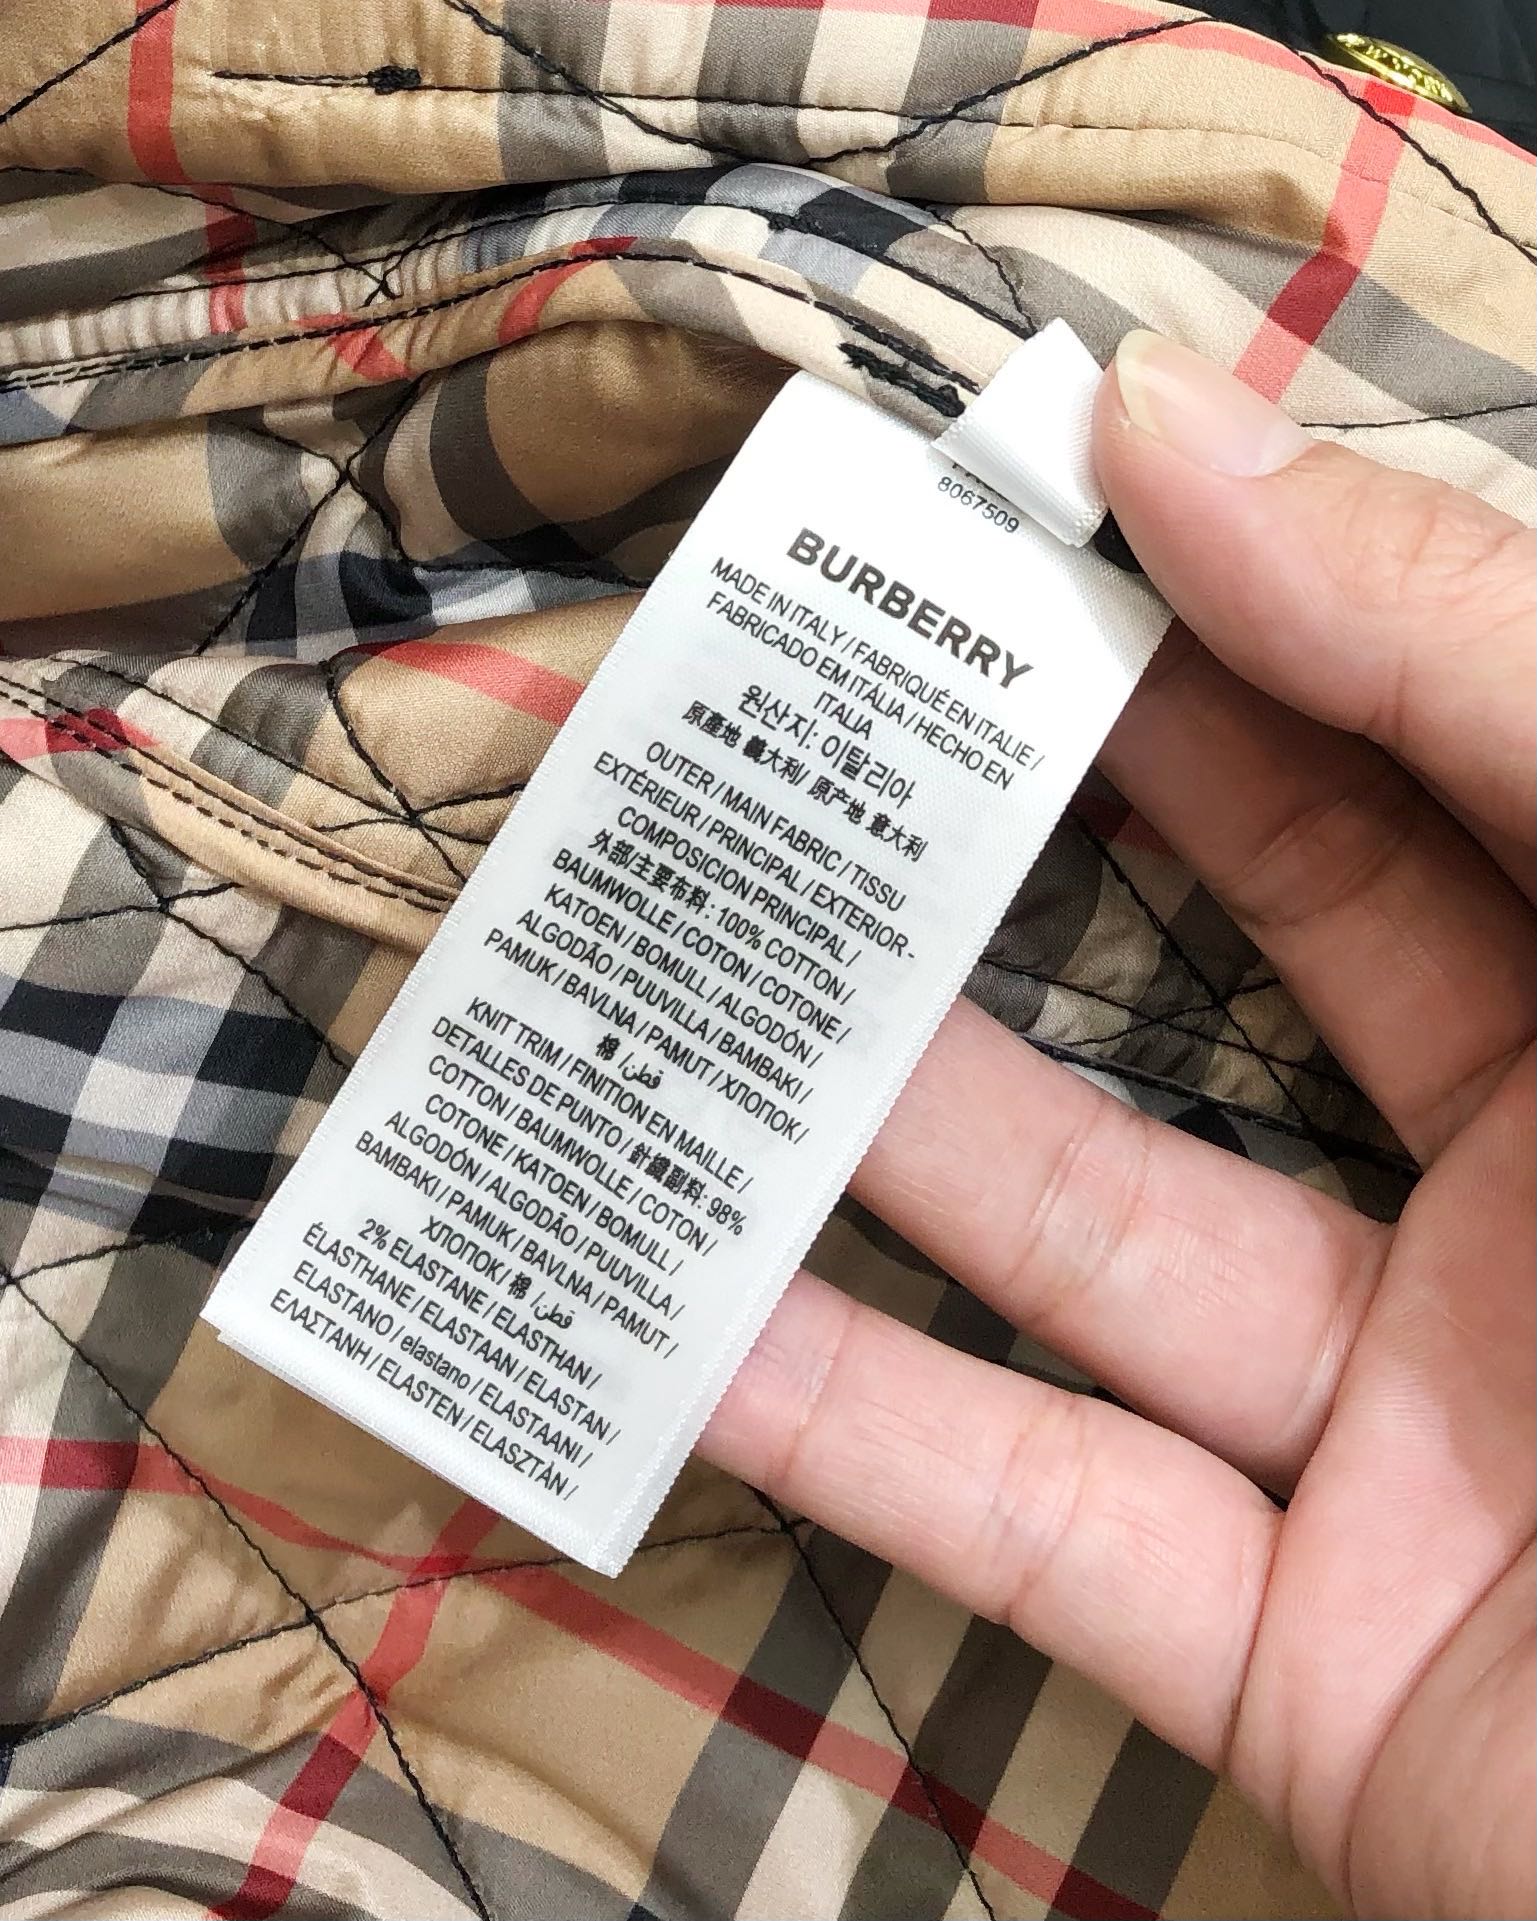 8067509
BURBERRY
MADE IN ITALY / FABRIQUÉ EN ITALIE /
FABRICADO EM ITÁLIA / HECHO EN
ITALIA
원산지: 이탈리아
原產地 義大利/ 原产地 意大利
OUTER / MAIN FABRIC / TISSU
EXTÉRIEUR / PRINCIPAL / EXTERIOR -
COMPOSICION PRINCIPAL /
外部/主要布料: 100% COTTON /
BAUMWOLLE / COTON / COTONE /
KATOEN / BOMULL / ALGODÓN /
ALGODÃO / PUUVILLA / BAMBAKI /
PAMUK / BAVLNA / PAMUT / ХЛОПОК /
棉 /قطن
KNIT TRIM / FINITION EN MAILLE /
DETALLES DE PUNTO / 針織副料: 98%
COTTON / BAUMWOLLE / COTON /
COTONE / KATOEN / BOMULL /
ALGODÓN / ALGODÃO / PUUVILLA /
BAMBAKI / PAMUK / BAVLNA / PAMUT /
ХЛОПОК / 棉 /قطن
2% ELASTANE / ELASTHAN /
ÉLASTHANE / ELASTAAN / ELASTAN /
ELASTANO / elastano / ELASTAANI /
ΕΛΑΣΤΑΝΗ / ELASTEN / ELASZTÁN /